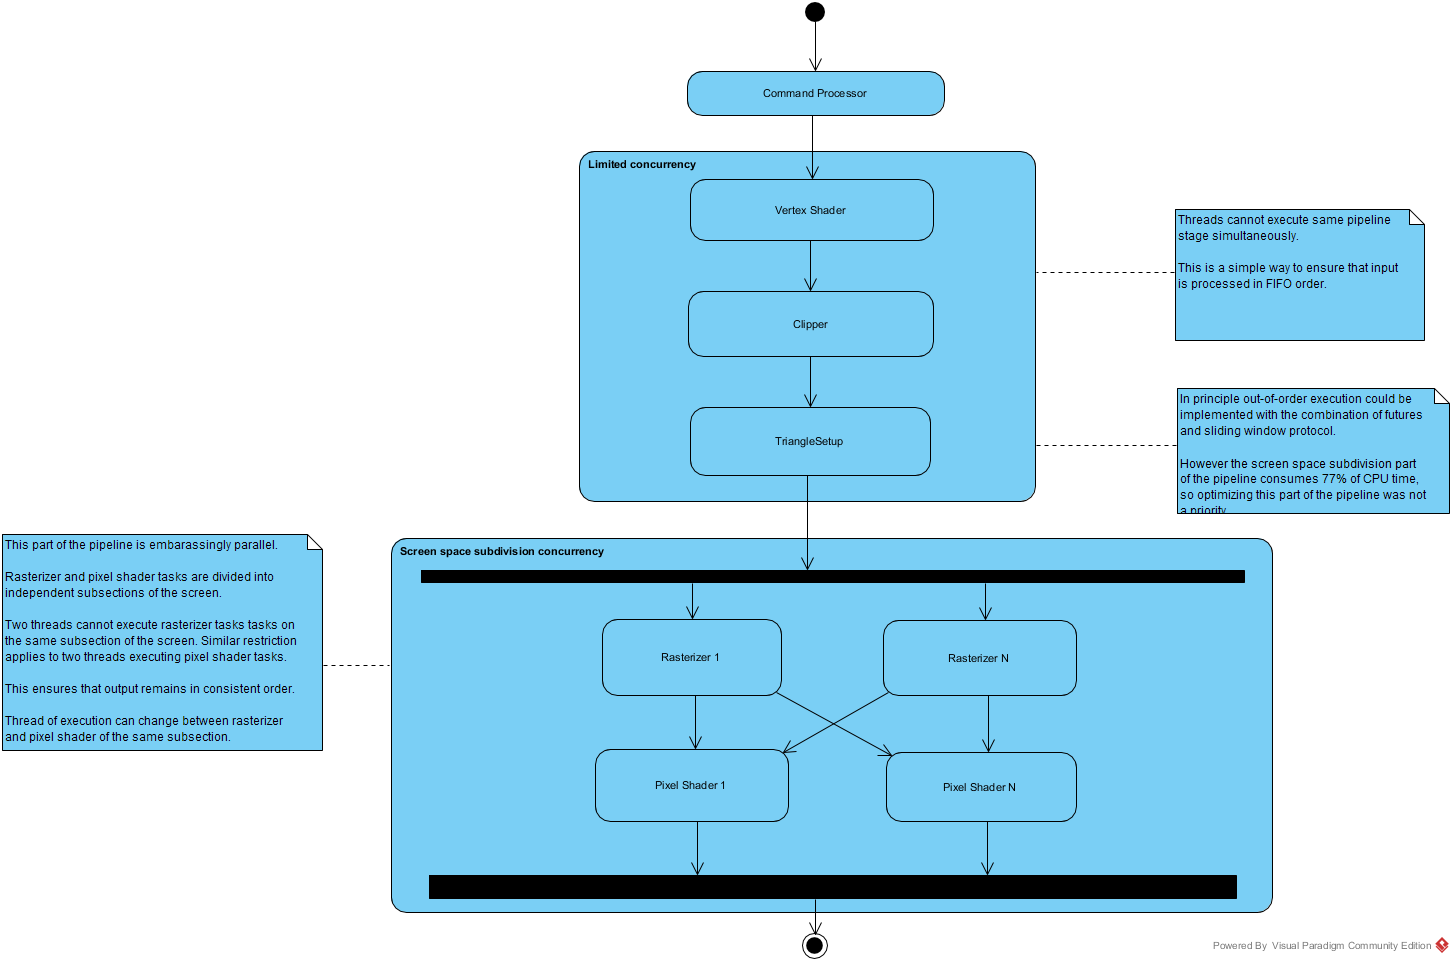 Command Processor
Limited concurrency
Vertex Shader
Clipper
TriangleSetup
Threads cannot execute same pipeline
stage simultaneously.
This is a simple way to ensure that input
is processed in FIFO order.
In principle out-of-order execution could be
implemented with the combination of futures
and sliding window protocol.
However the screen space subdivision part
of the pipeline consumes 77% of CPU time,
so optimizing this part of the pipeline was not
a priority
This part of the pipeline is embarassingly parallel.
Rasterizer and pixel shader tasks are divided into
independent subsections of the screen.
Two threads cannot execute rasterizer tasks tasks on
the same subsection of the screen. Similar restriction
applies to two threads executing pixel shader tasks.
This ensures that output remains in consistent order.
Thread of execution can change between rasterizer
and pixel shader of the same subsection.
Screen space subdivision concurrency
Rasterizer 1
Rasterizer N
Pixel Shader 1
Pixel Shader N
Powered By Visual Paradigm Community Edition